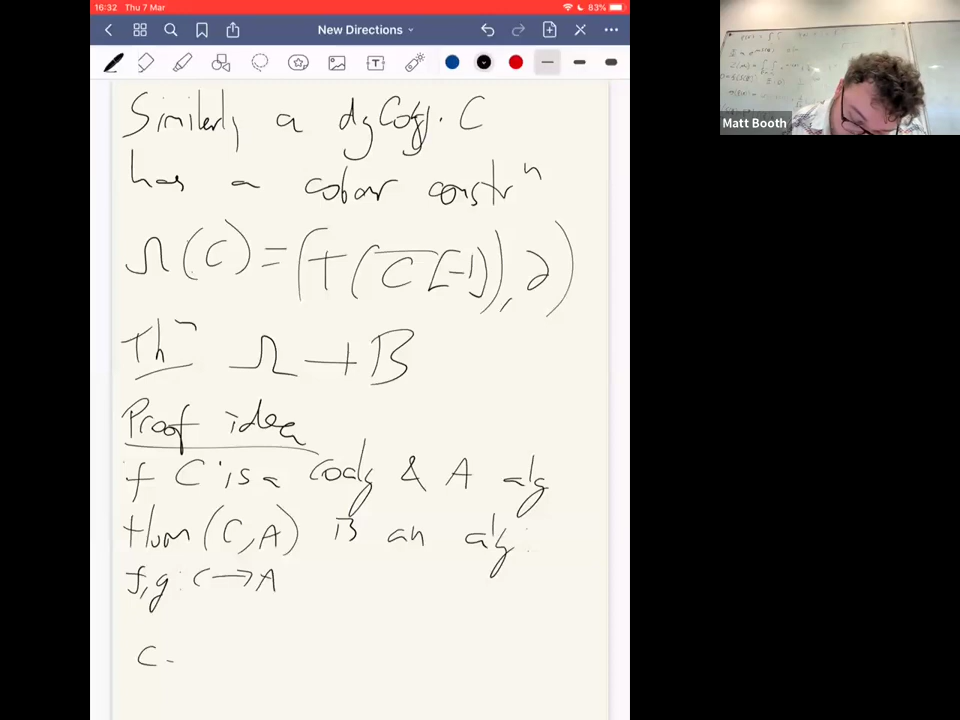 16:32 Thu 7 Mar
83%
New Directions
Similarly a dgCoalg. C
has a cobar constrⁿ
Ω(C) = (T(C̅[-1]), ∂)
Thᵐ Ω ⊣ B
Proof idea
if C is a coalg & A alg
Hom(C, A) is an alg:
f,g: C → A
C -
Matt Booth